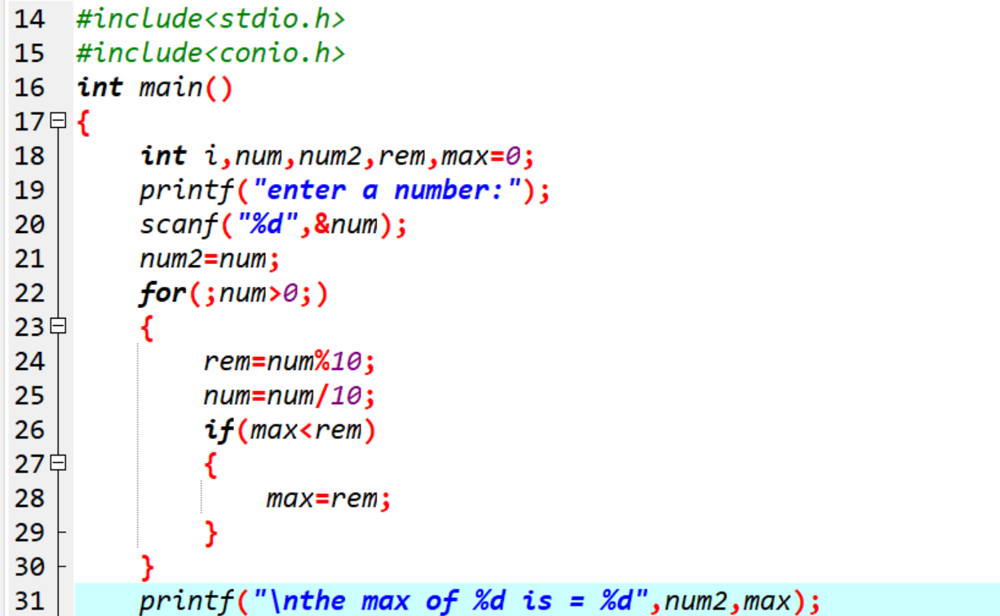 14 #include<stdio.h>
15 #include<conio.h>
16 int main()
17 {
18     int i,num,num2,rem,max=0;
19     printf("enter a number:");
20     scanf("%d",&num);
21     num2=num;
22     for(;num>0;)
23     {
24         rem=num%10;
25         num=num/10;
26         if(max<rem)
27         {
28             max=rem;
29         }
30     }
31     printf("\nthe max of %d is = %d",num2,max);